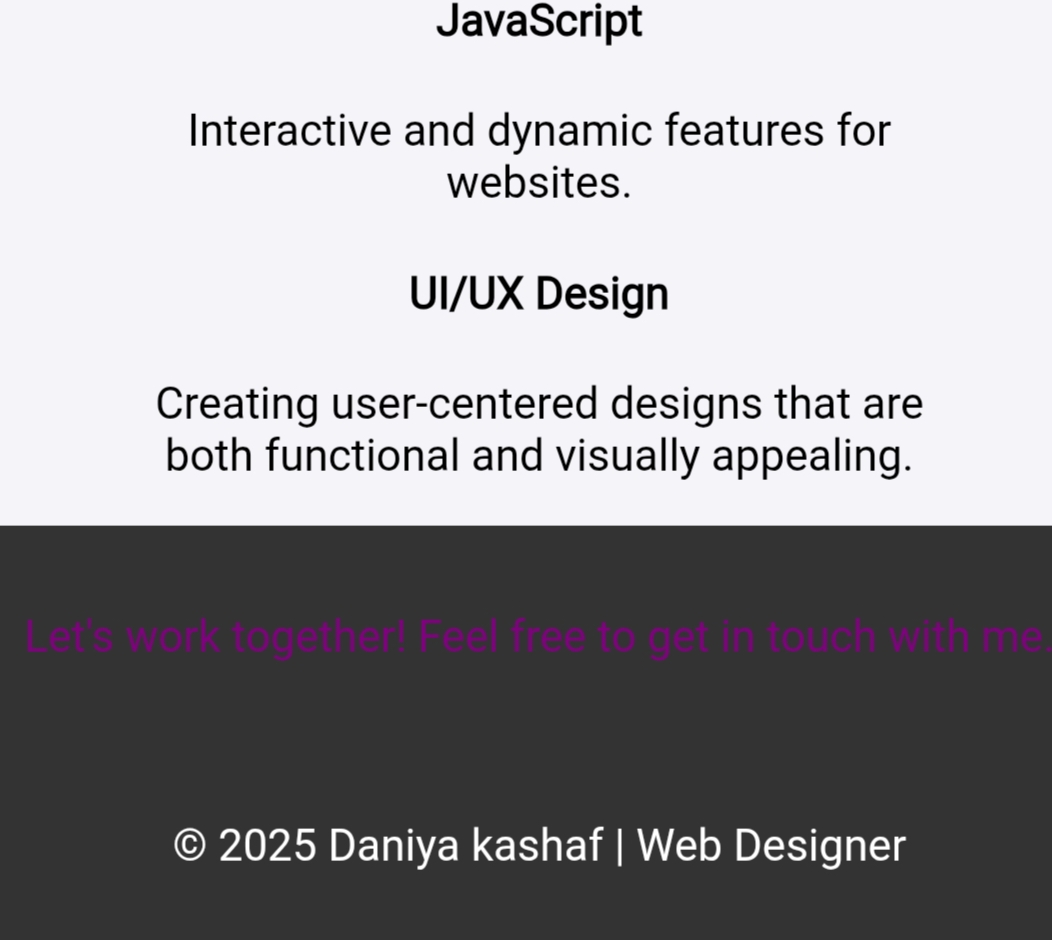 JavaScript
Interactive and dynamic features for
websites.
UI/UX Design
Creating user-centered designs that are
both functional and visually appealing.
Let's work together! Feel free to get in touch with me.
© 2025 Daniya kashaf | Web Designer